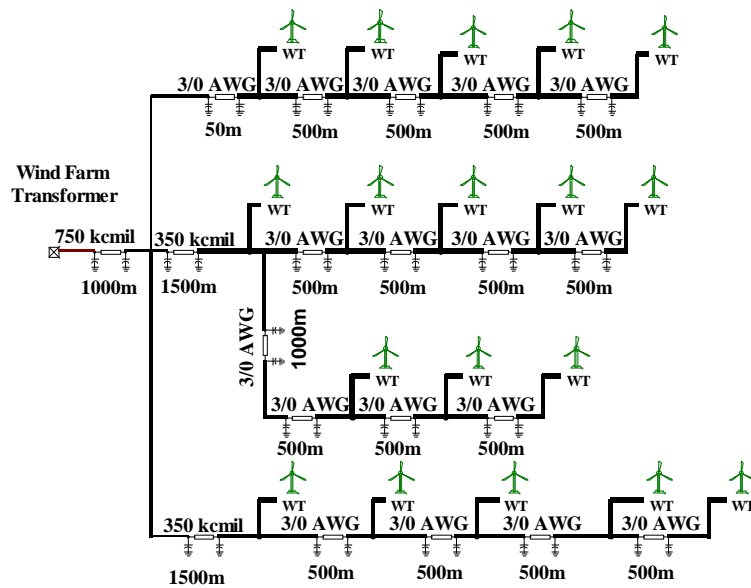 WT WT WT WT WT
3/0 AWG 3/0 AWG 3/0 AWG 3/0 AWG 3/0 AWG
50m 500m 500m 500m 500m
Wind Farm
Transformer
WT WT WT WT WT
750 kcmil 350 kcmil 3/0 AWG 3/0 AWG 3/0 AWG 3/0 AWG
1000m 1500m 500m 500m 500m 500m
3/0 AWG 1000m
WT WT WT
3/0 AWG 3/0 AWG 3/0 AWG
500m 500m 500m
WT WT WT WT WT
350 kcmil 3/0 AWG 3/0 AWG 3/0 AWG 3/0 AWG
1500m 500m 500m 500m 500m